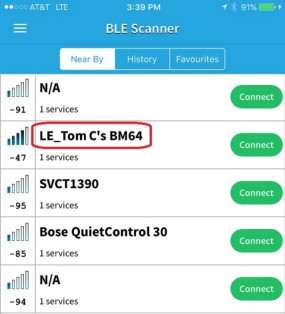 AT&T LTE 3:39 PM 91%
BLE Scanner
Near By History Favourites
N/A
-91 1 services Connect
LE_Tom C's BM64
-47 1 services Connect
SVCT1390
-95 1 services Connect
Bose QuietControl 30
-85 1 services Connect
N/A
-94 1 services Connect